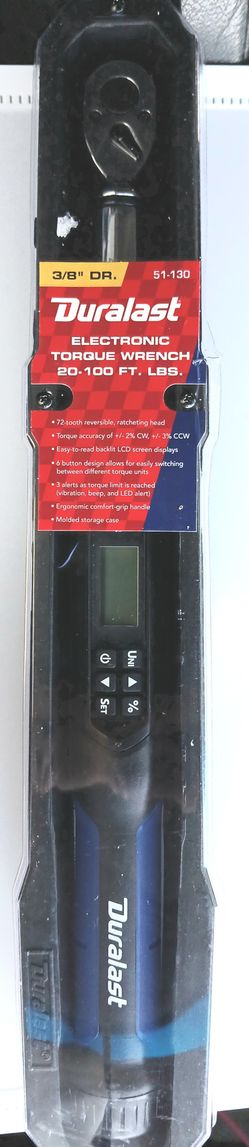 3/8" DR.
51-130
Duralast
ELECTRONIC
TORQUE WRENCH
20-100 FT. LBS.
• 72-tooth reversible, ratcheting head
• Torque accuracy of +/- 2% CW, +/- 3% CCW
• Easy-to-read backlit LCD screen displays
• 6 button design allows for easily switching
between different torque units
• 3 alerts as torque limit is reached
(vibration, beep, and LED alert)
• Ergonomic comfort-grip handle
• Molded storage case
UNI
%
SET
Duralast
Duralast